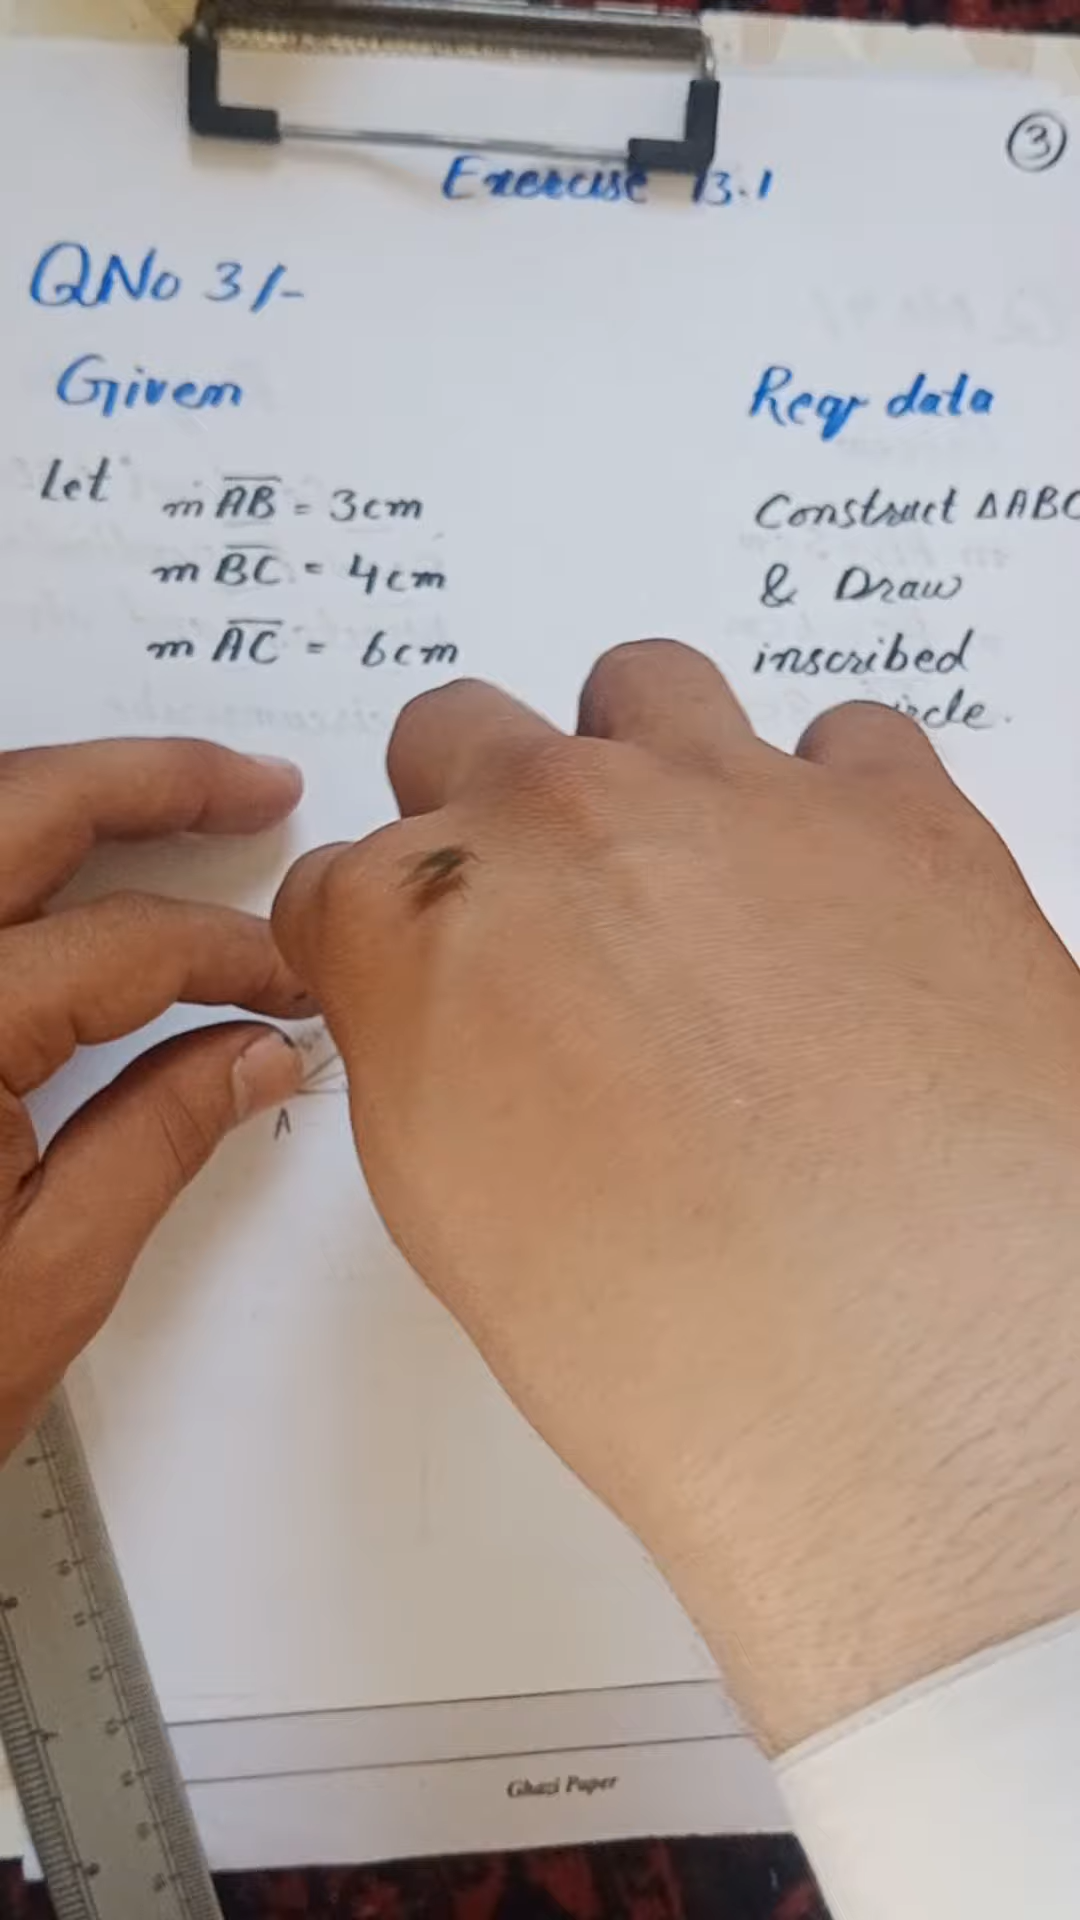 Exercise 13.1
③
QNo 3/-
Given
Reqr data
Let m AB = 3cm
m BC = 4cm
m AC = 6cm
Construct ΔABC
& Draw
inscribed
A
Ghazi Paper